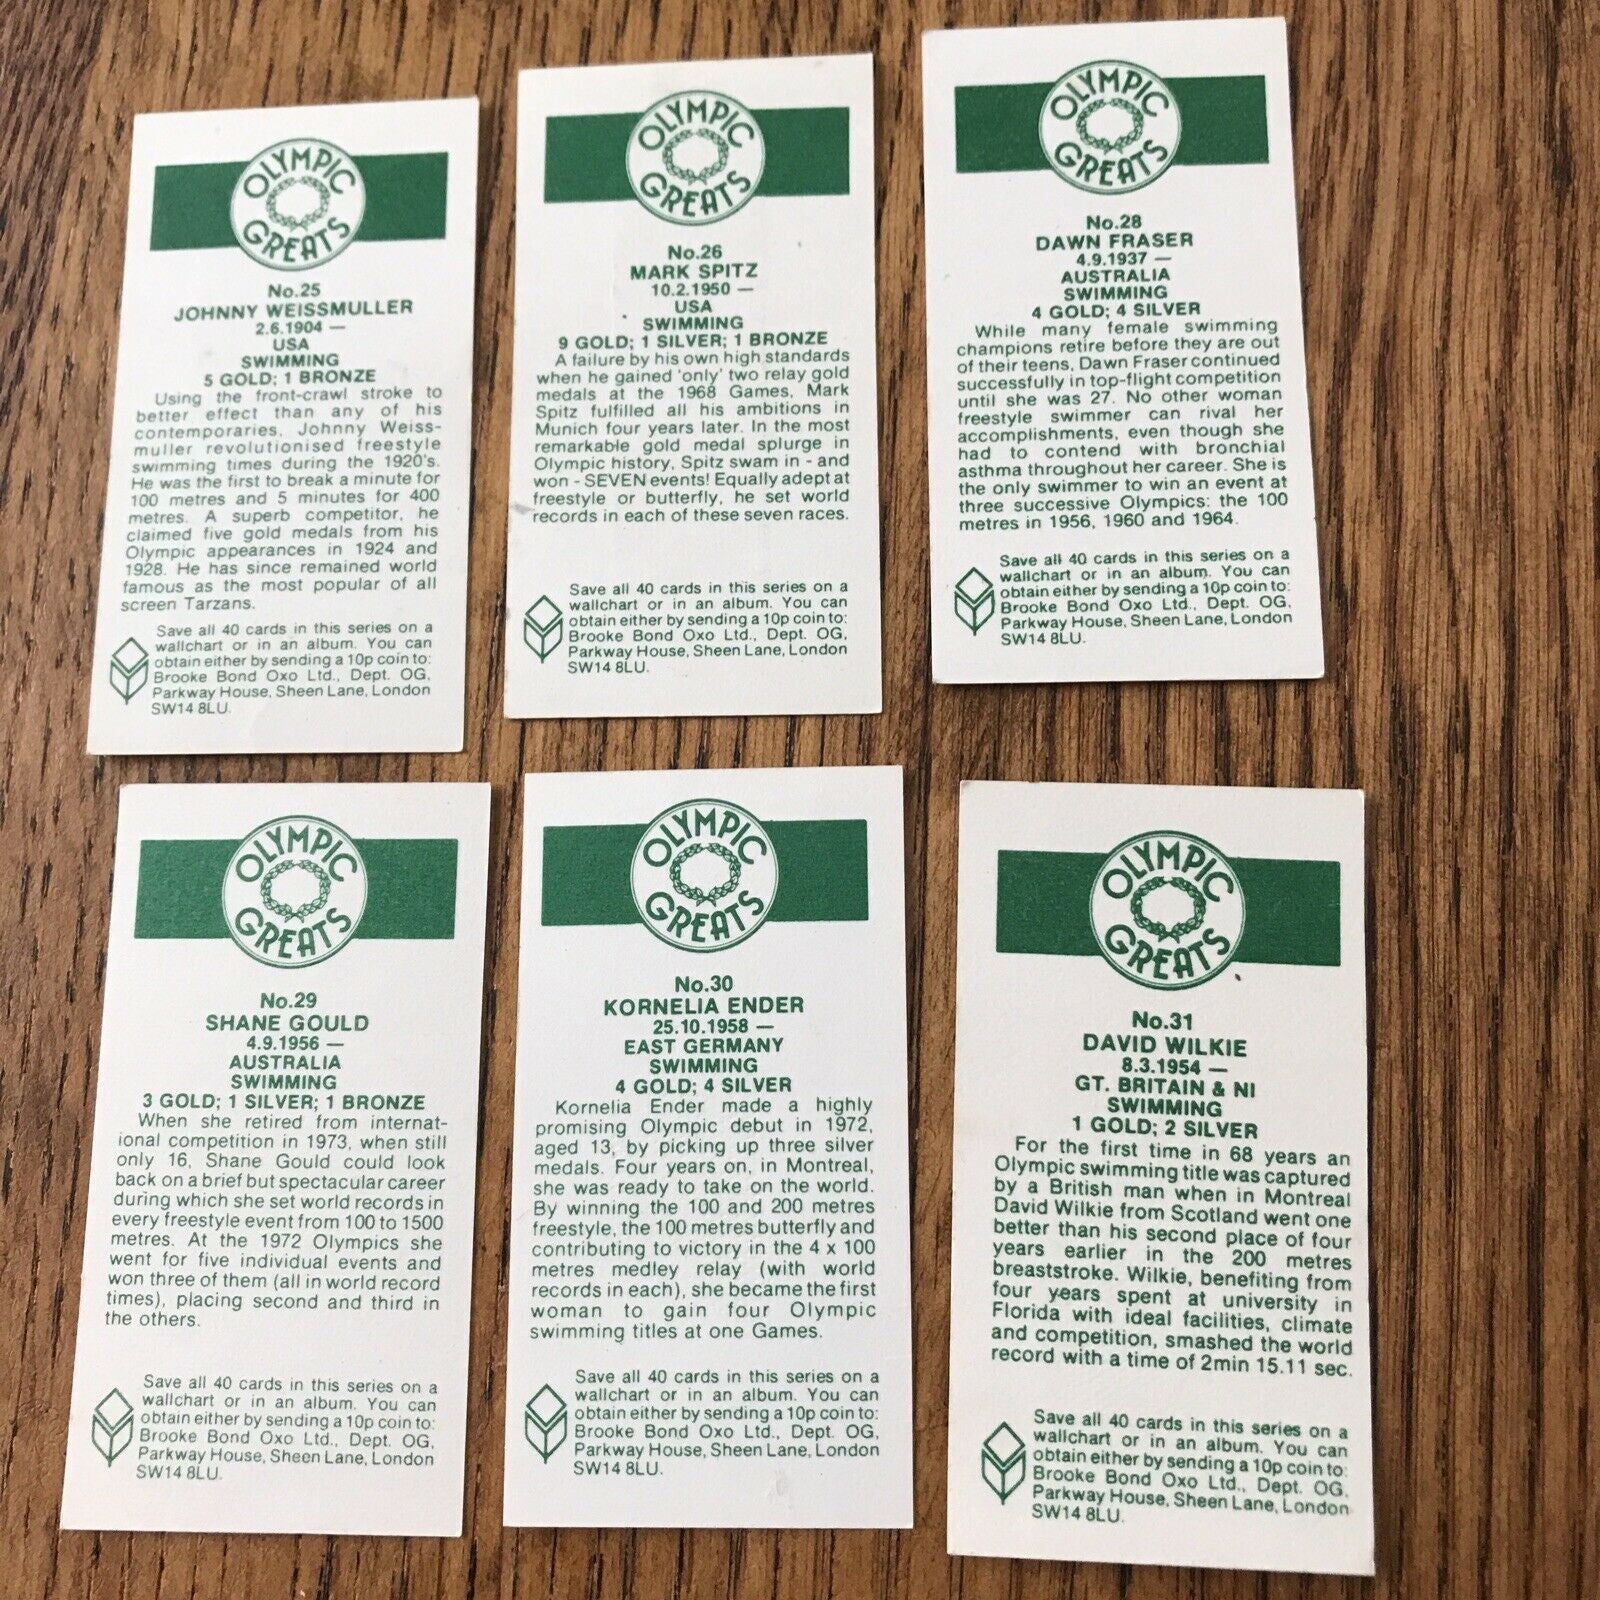 OLYMPIC
GREATS
No.25
JOHNNY WEISSMULLER
2.6.1904 —
USA
SWIMMING
5 GOLD; 1 BRONZE
Using the front-crawl stroke to
better effect than any of his
contemporaries, Johnny Weiss-
muller revolutionised freestyle
swimming times during the 1920's.
He was the first to break a minute for
100 metres and 5 minutes for 400
metres. A superb competitor, he
claimed five gold medals from his
Olympic appearances in 1924 and
1928. He has since remained world
famous as the most popular of all
screen Tarzans.
Save all 40 cards in this series on a
wallchart or in an album. You can
obtain either by sending a 10p coin to:
Brooke Bond Oxo Ltd., Dept. OG,
Parkway House, Sheen Lane, London
SW14 8LU.
OLYMPIC
GREATS
No.26
MARK SPITZ
10.2.1950 —
USA
SWIMMING
9 GOLD; 1 SILVER; 1 BRONZE
A failure by his own high standards
when he gained 'only' two relay gold
medals at the 1968 Games, Mark
Spitz fulfilled all his ambitions in
Munich four years later. In the most
remarkable gold medal splurge in
Olympic history, Spitz swam in - and
won - SEVEN events! Equally adept at
freestyle or butterfly, he set world
records in each of these seven races.
Save all 40 cards in this series on a
wallchart or in an album. You can
obtain either by sending a 10p coin to:
Brooke Bond Oxo Ltd., Dept. OG,
Parkway House, Sheen Lane, London
SW14 8LU.
OLYMPIC
GREATS
No.28
DAWN FRASER
4.9.1937 —
AUSTRALIA
SWIMMING
4 GOLD; 4 SILVER
While many female swimming
champions retire before they are out
of their teens, Dawn Fraser continued
successfully in top-flight competition
until she was 27. No other woman
freestyle swimmer can rival her
accomplishments, even though she
had to contend with bronchial
asthma throughout her career. She is
the only swimmer to win an event at
three successive Olympics: the 100
metres in 1956, 1960 and 1964.
Save all 40 cards in this series on a
wallchart or in an album. You can
obtain either by sending a 10p coin to:
Brooke Bond Oxo Ltd., Dept. OG,
Parkway House, Sheen Lane, London
SW14 8LU.
OLYMPIC
GREATS
No.29
SHANE GOULD
4.9.1956 —
AUSTRALIA
SWIMMING
3 GOLD; 1 SILVER; 1 BRONZE
When she retired from internat-
ional competition in 1973, when still
only 16, Shane Gould could look
back on a brief but spectacular career
during which she set world records in
every freestyle event from 100 to 1500
metres. At the 1972 Olympics she
went for five individual events and
won three of them (all in world record
times), placing second and third in
the others.
Save all 40 cards in this series on a
wallchart or in an album. You can
obtain either by sending a 10p coin to:
Brooke Bond Oxo Ltd., Dept. OG,
Parkway House, Sheen Lane, London
SW14 8LU.
OLYMPIC
GREATS
No.30
KORNELIA ENDER
25.10.1958 —
EAST GERMANY
SWIMMING
4 GOLD; 4 SILVER
Kornelia Ender made a highly
promising Olympic debut in 1972,
aged 13, by picking up three silver
medals. Four years on, in Montreal,
she was ready to take on the world.
By winning the 100 and 200 metres
freestyle, the 100 metres butterfly and
contributing to victory in the 4 x 100
metres medley relay (with world
records in each), she became the first
woman to gain four Olympic
swimming titles at one Games.
Save all 40 cards in this series on a
wallchart or in an album. You can
obtain either by sending a 10p coin to:
Brooke Bond Oxo Ltd., Dept. OG,
Parkway House, Sheen Lane, London
SW14 8LU.
OLYMPIC
GREATS
No.31
DAVID WILKIE
8.3.1954 —
GT. BRITAIN & NI
SWIMMING
1 GOLD; 2 SILVER
For the first time in 68 years an
Olympic swimming title was captured
by a British man when in Montreal
David Wilkie from Scotland went one
better than his second place of four
years earlier in the 200 metres
breaststroke. Wilkie, benefiting from
four years spent at university in
Florida with ideal facilities, climate
and competition, smashed the world
record with a time of 2min 15.11 sec.
Save all 40 cards in this series on a
wallchart or in an album. You can
obtain either by sending a 10p coin to:
Brooke Bond Oxo Ltd., Dept. OG,
Parkway House, Sheen Lane, London
SW14 8LU.